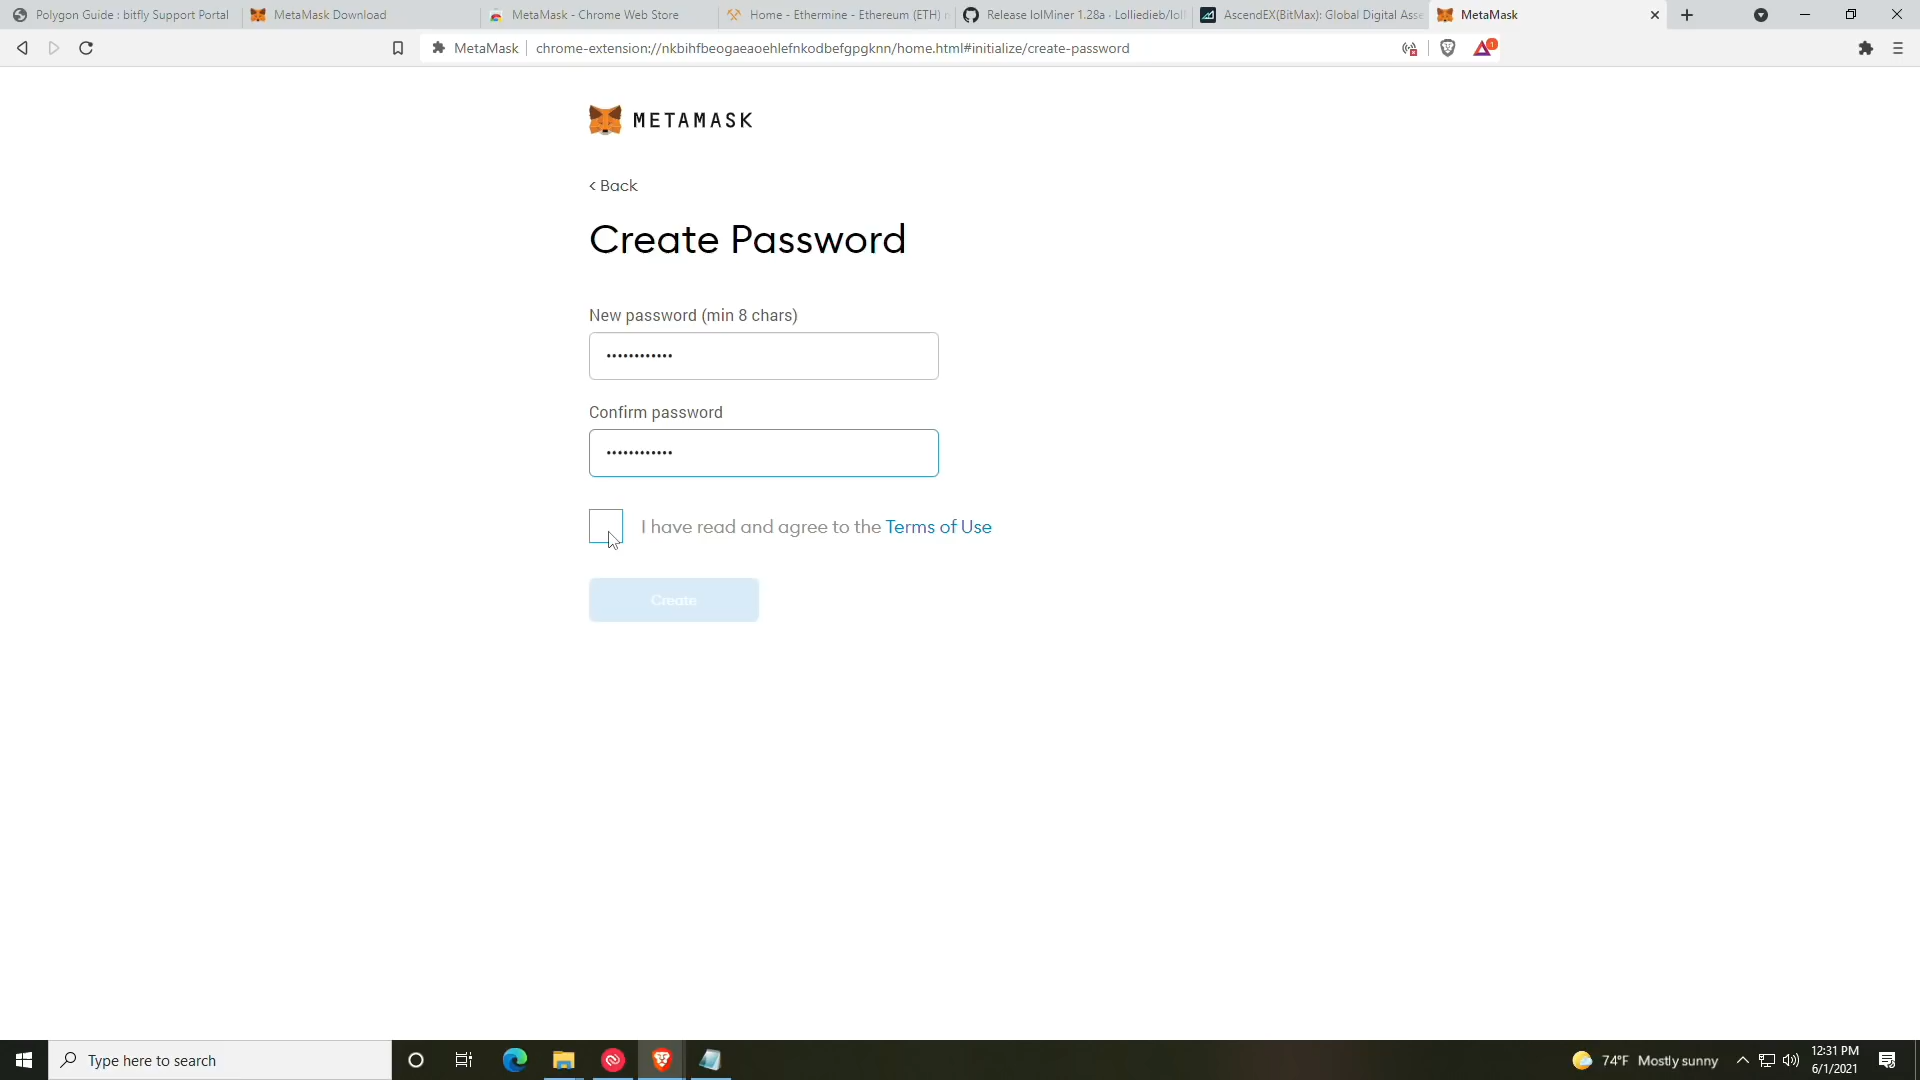 Polygon Guide : bitfly Support Portal
MetaMask Download
MetaMask - Chrome Web Store
Home - Ethermine - Ethereum (ETH)
Release lolMiner 1.28a · Lolliedieb/lol
AscendEX(BitMax): Global Digital Asse
MetaMask
MetaMask
chrome-extension://nkbihfbeogaeaoehlefnkodbefgpgknn/home.html#initialize/create-password
1
METAMASK
< Back
Create Password
New password (min 8 chars)
••••••••••••
Confirm password
••••••••••••
I have read and agree to the Terms of Use
Create
Type here to search
74°F Mostly sunny
12:31 PM
6/1/2021